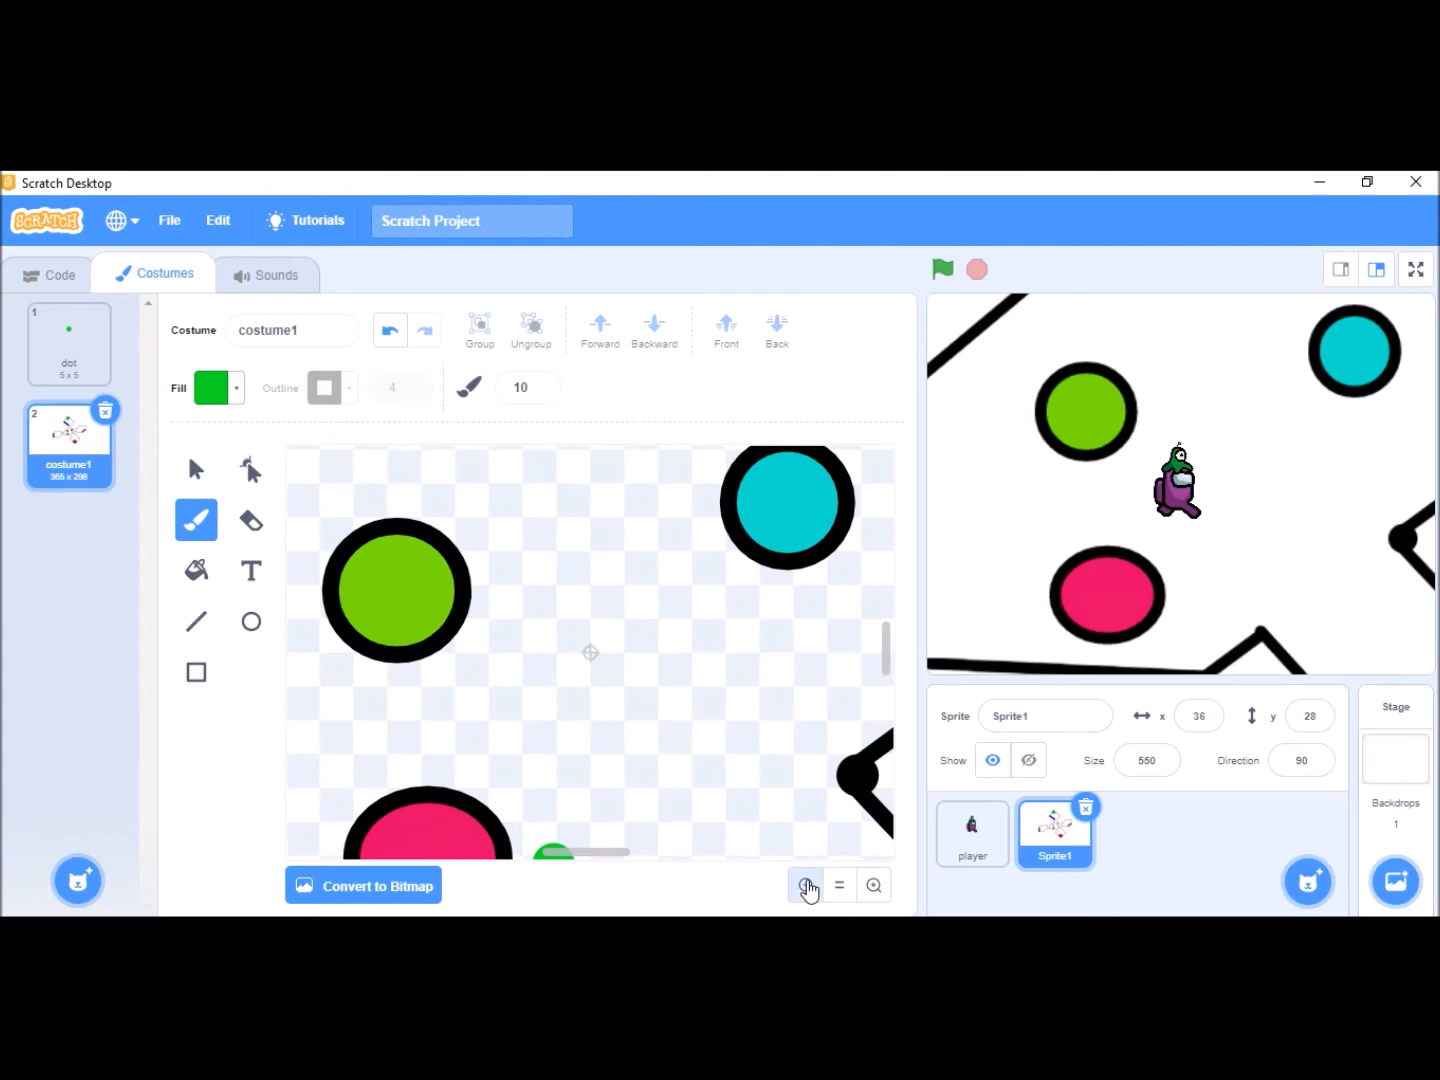 Scratch Desktop
SCRATCH
File
Edit
Tutorials
Scratch Project
Code
Costumes
Sounds
1
dot
5 x 5
2
costume1
365 x 296
Costume
costume1
Group
Ungroup
Forward
Backward
Front
Back
Fill
Outline
4
10
T
Convert to Bitmap
=
Sprite
Sprite1
x
36
y
28
Show
Size
550
Direction
90
player
Sprite1
Stage
Backdrops
1